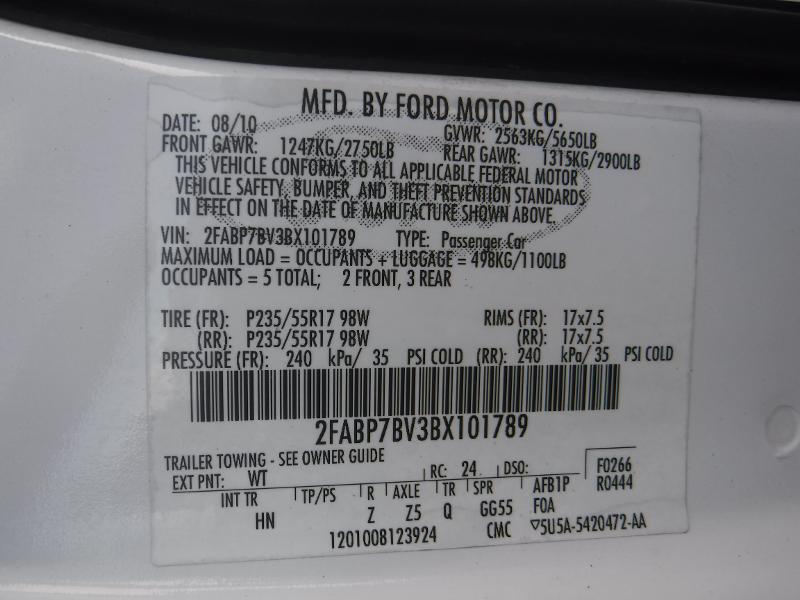 MFD. BY FORD MOTOR CO.
DATE: 08/10 GVWR: 2563KG/5650LB
FRONT GAWR: 1247KG/2750LB REAR GAWR: 1315KG/2900LB
THIS VEHICLE CONFORMS TO ALL APPLICABLE FEDERAL MOTOR
VEHICLE SAFETY, BUMPER, AND THEFT PREVENTION STANDARDS
IN EFFECT ON THE DATE OF MANUFACTURE SHOWN ABOVE.
VIN: 2FABP7BV3BX101789 TYPE: Passenger Car
MAXIMUM LOAD = OCCUPANTS + LUGGAGE = 498KG/1100LB
OCCUPANTS = 5 TOTAL; 2 FRONT, 3 REAR
TIRE (FR): P235/55R17 98W RIMS (FR): 17x7.5
(RR): P235/55R17 98W (RR): 17x7.5
PRESSURE (FR): 240 kPa/ 35 PSI COLD (RR): 240 kPa/ 35 PSI COLD
2FABP7BV3BX101789
TRAILER TOWING - SEE OWNER GUIDE
EXT PNT: WT RC: 24 DSO: F0266
INT TR TP/PS R AXLE TR SPR AFB1P R0444
HN Z Z5 Q GG55 F0A
1201008123924 CMC ▽5U5A-5420472-AA